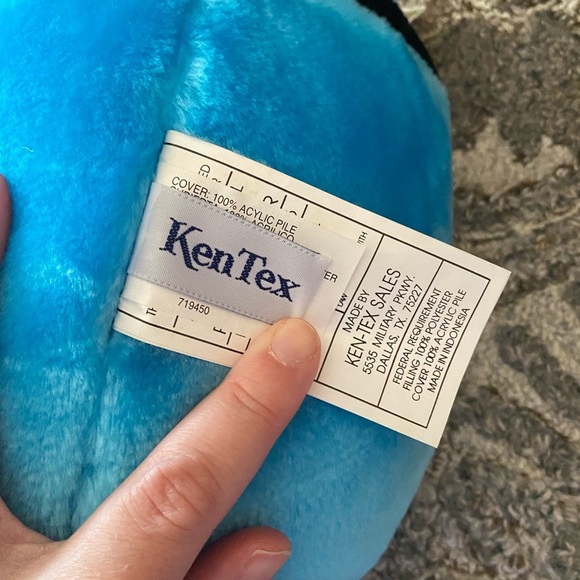 COVER: 100% ACYLIC PILE
KenTex
719450
MADE BY
KEN-TEX SALES
5535 MILITARY PKWY.
DALLAS, TX. 75227
FEDERAL REQUIREMENT
FILLING 100% POLYESTER
COVER 100% ACRYLIC PILE
MADE IN INDONESIA